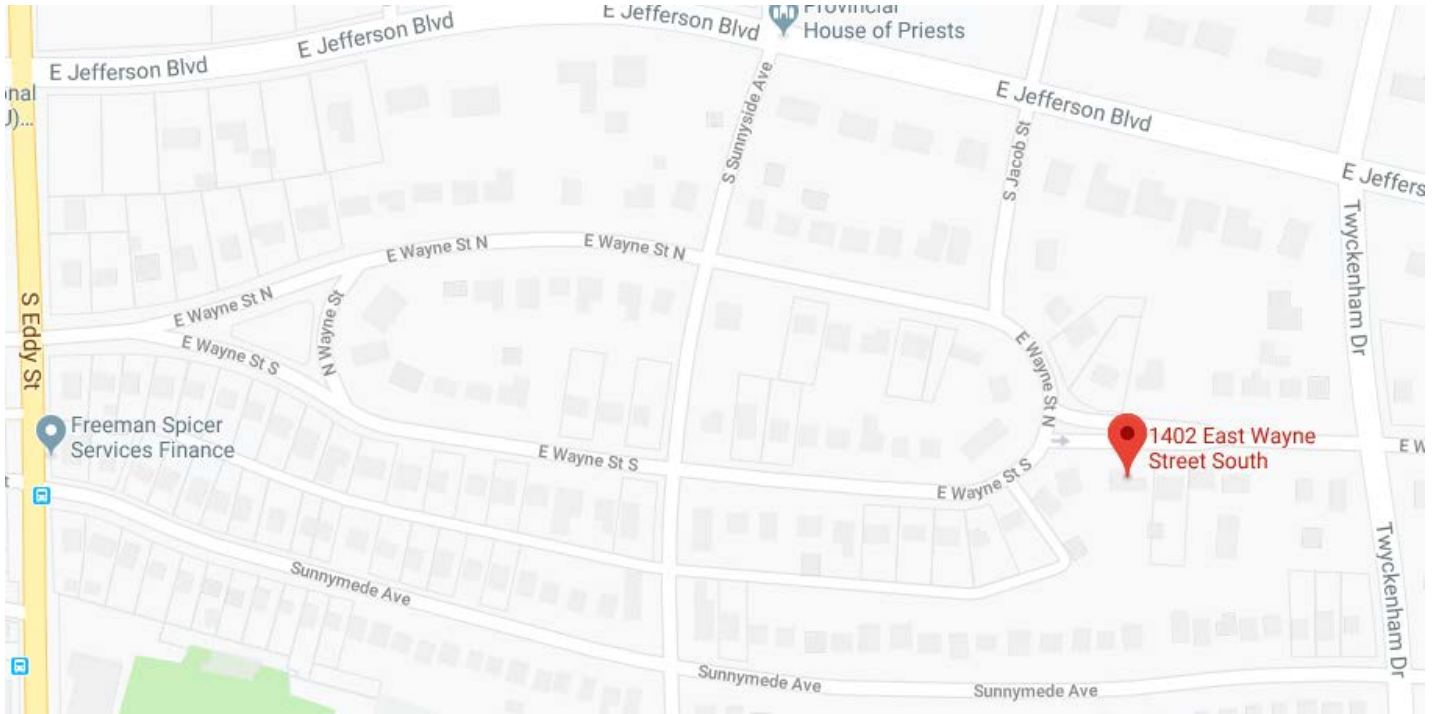 E Jefferson Blvd
Provincial
House of Priests
E Jefferson Blvd
E Jefferson Blvd
onal
J)...
S Sunnyside Ave
E Jefferson Blvd
S Jacob St
E Jeffers
Twyckenham Dr
E Wayne St N
E Wayne St N
E Wayne St N
S Eddy St
N Wayne St
E Wayne St S
E Wayne St N
Freeman Spicer
Services Finance
1402 East Wayne
Street South
E W
E Wayne St S
E Wayne St S
t
Sunnymede Ave
Twyckenham Dr
Sunnymede Ave
Sunnymede Ave